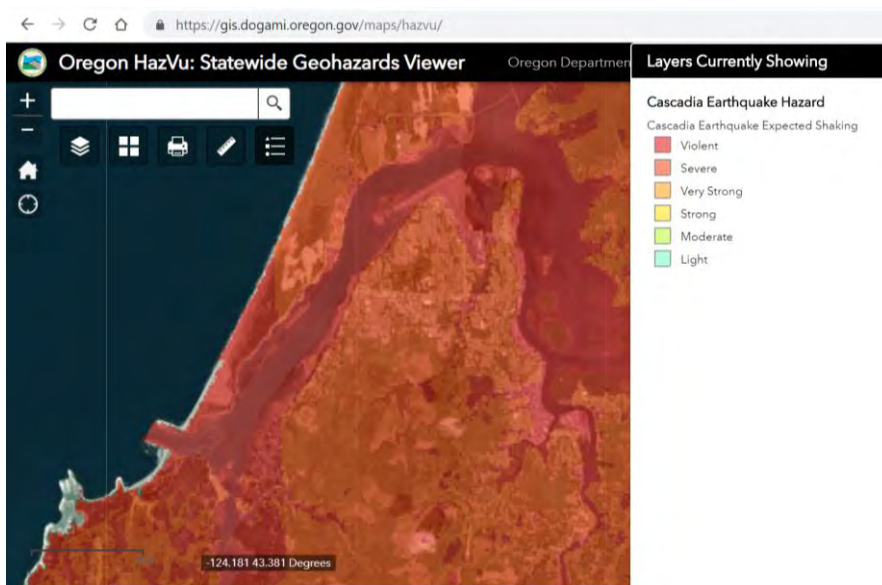 https://gis.dogami.oregon.gov/maps/hazvu/
Oregon HazVu: Statewide Geohazards Viewer
Oregon Departmen
Layers Currently Showing
Cascadia Earthquake Hazard
Cascadia Earthquake Expected Shaking
Violent
Severe
Very Strong
Strong
Moderate
Light
-124.181 43.381 Degrees